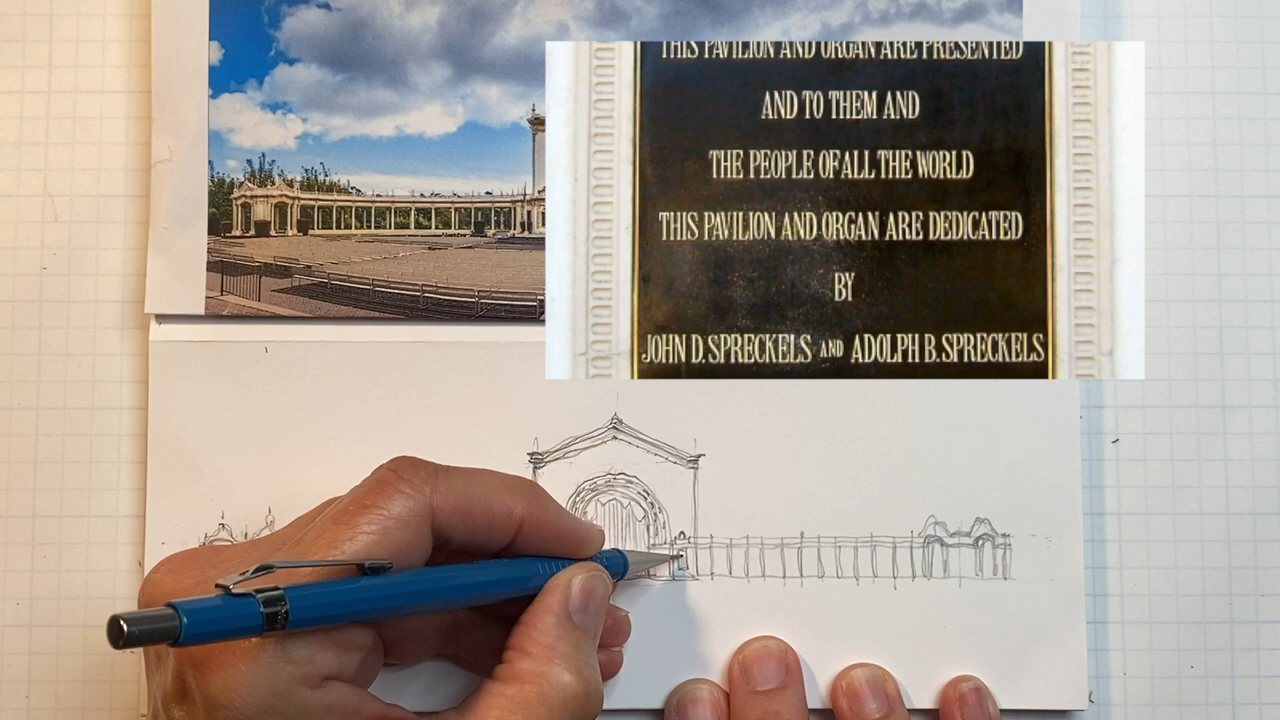 THIS PAVILION AND ORGAN ARE PRESENTED
AND TO THEM AND
THE PEOPLE OF ALL THE WORLD
THIS PAVILION AND ORGAN ARE DEDICATED
BY
JOHN D. SPRECKELS AND ADOLPH B. SPRECKELS